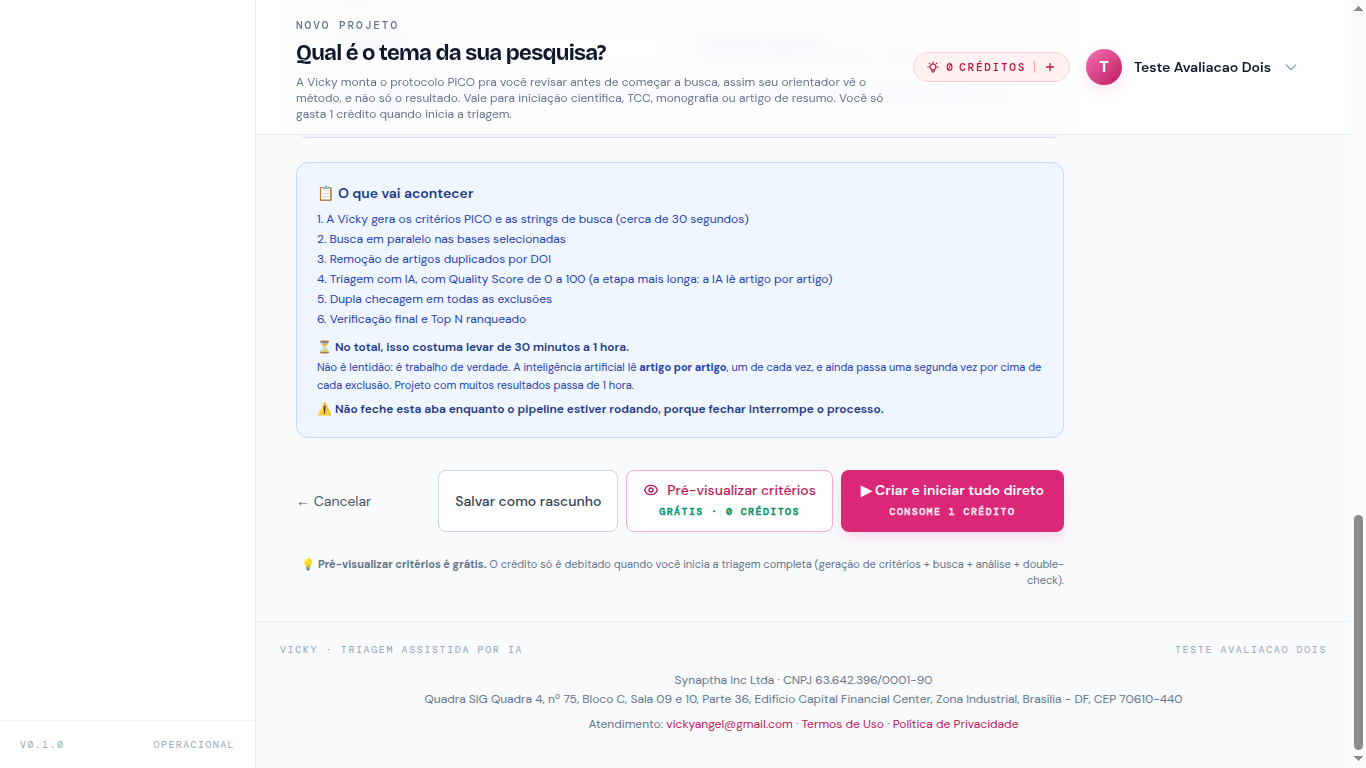 NOVO PROJETO
Qual é o tema da sua pesquisa?
A Vicky monta o protocolo PICO pra você revisar antes de começar a busca, assim seu orientador vê o
método, e não só o resultado. Vale para iniciação científica, TCC, monografia ou artigo de resumo. Você só
gasta 1 crédito quando inicia a triagem.
0 CRÉDITOS +
T
Teste Avaliacao Dois
📋 O que vai acontecer
1. A Vicky gera os critérios PICO e as strings de busca (cerca de 30 segundos)
2. Busca em paralelo nas bases selecionadas
3. Remoção de artigos duplicados por DOI
4. Triagem com IA, com Quality Score de 0 a 100 (a etapa mais longa: a IA lê artigo por artigo)
5. Dupla checagem em todas as exclusões
6. Verificação final e Top N ranqueado
⏳ No total, isso costuma levar de 30 minutos a 1 hora.
Não é lentidão: é trabalho de verdade. A inteligência artificial lê artigo por artigo, um de cada vez, e ainda passa uma segunda vez por cima de
cada exclusão. Projeto com muitos resultados passa de 1 hora.
⚠️ Não feche esta aba enquanto o pipeline estiver rodando, porque fechar interrompe o processo.
← Cancelar
Salvar como rascunho
Pré-visualizar critérios
GRÁTIS · 0 CRÉDITOS
▶ Criar e iniciar tudo direto
CONSOME 1 CRÉDITO
💡 Pré-visualizar critérios é grátis. O crédito só é debitado quando você inicia a triagem completa (geração de critérios + busca + análise + double-
check).
VICKY · TRIAGEM ASSISTIDA POR IA
TESTE AVALIACAO DOIS
Synaptha Inc Ltda · CNPJ 63.642.396/0001-90
Quadra SIG Quadra 4, nº 75, Bloco C, Sala 09 e 10, Parte 36, Edifício Capital Financial Center, Zona Industrial, Brasília - DF, CEP 70610-440
Atendimento: vickyangel@gmail.com · Termos de Uso · Política de Privacidade
V0.1.0
OPERACIONAL